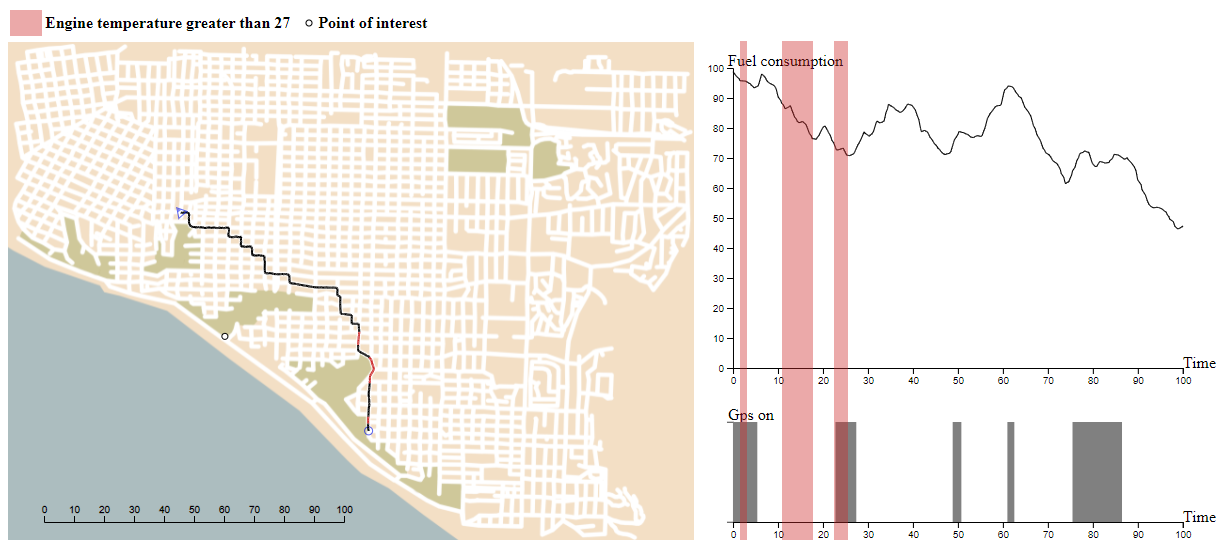 Engine temperature greater than 27
Point of interest
Fuel consumption
100
90
80
70
60
50
40
30
20
10
0
0 10 20 30 40 50 60 70 80 90 100
Time
Gps on
0 10 20 30 40 50 60 70 80 90 100
Time
0 10 20 30 40 50 60 70 80 90 100